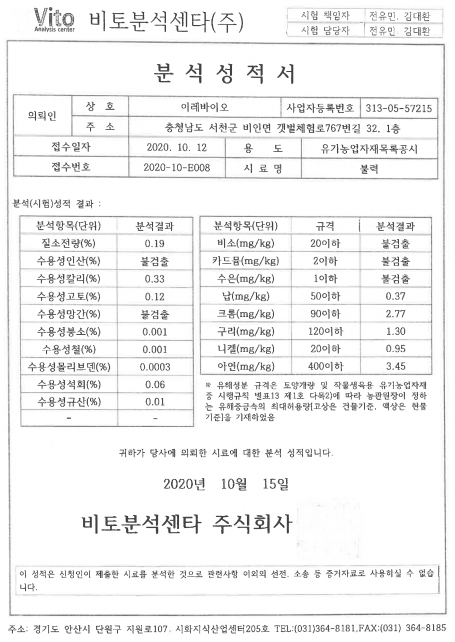 Vito
Analysis center
비토분석센타(주)
시험 책임자 전유민, 김대환
시험 담당자 전유민, 김대환
분석성적서
의뢰인 상 호 이레바이오 사업자등록번호 313-05-57215
주 소 충청남도 서천군 비인면 갯벌체험로767번길 32. 1층
접수일자 2020. 10. 12 용 도 유기농업자재목록공시
접수번호 2020-10-E008 시 료 명 불력
분석(시험)성적 결과 :
분석항목(단위) 분석결과 분석항목(단위) 규격 분석결과
질소전량(%) 0.19 비소(mg/kg) 20이하 불검출
수용성인산(%) 불검출 카드뮴(mg/kg) 2이하 불검출
수용성칼리(%) 0.33 수은(mg/kg) 1이하 불검출
수용성고토(%) 0.12 납(mg/kg) 50이하 0.37
수용성망간(%) 불검출 크롬(mg/kg) 90이하 2.77
수용성붕소(%) 0.001 구리(mg/kg) 120이하 1.30
수용성철(%) 0.001 니켈(mg/kg) 20이하 0.95
수용성몰리브덴(%) 0.0003 아연(mg/kg) 400이하 3.45
수용성석회(%) 0.06
수용성규산(%) 0.01
- -
※ 유해성분 규격은 토양개량 및 작물생육용 유기농업자재
중 시행규칙 별표13 제1호 다목2)에 따라 농관원장이 정하
는 유해중금속의 최대허용량[고상은 건물기준, 액상은 현물
기준]을 기재하였음
귀하가 당사에 의뢰한 시료에 대한 분석 성적입니다.
2020년 10월 15일
비토분석센타 주식회사
이 성적은 신청인이 제출한 시료를 분석한 것으로 관련사항 이외의 선전, 소송 등 증거자료로 사용하실 수 없습
니다.
주소: 경기도 안산시 단원구 지원로107. 시화지식산업센터205호 TEL:(031)364-8181,FAX:(031) 364-8185